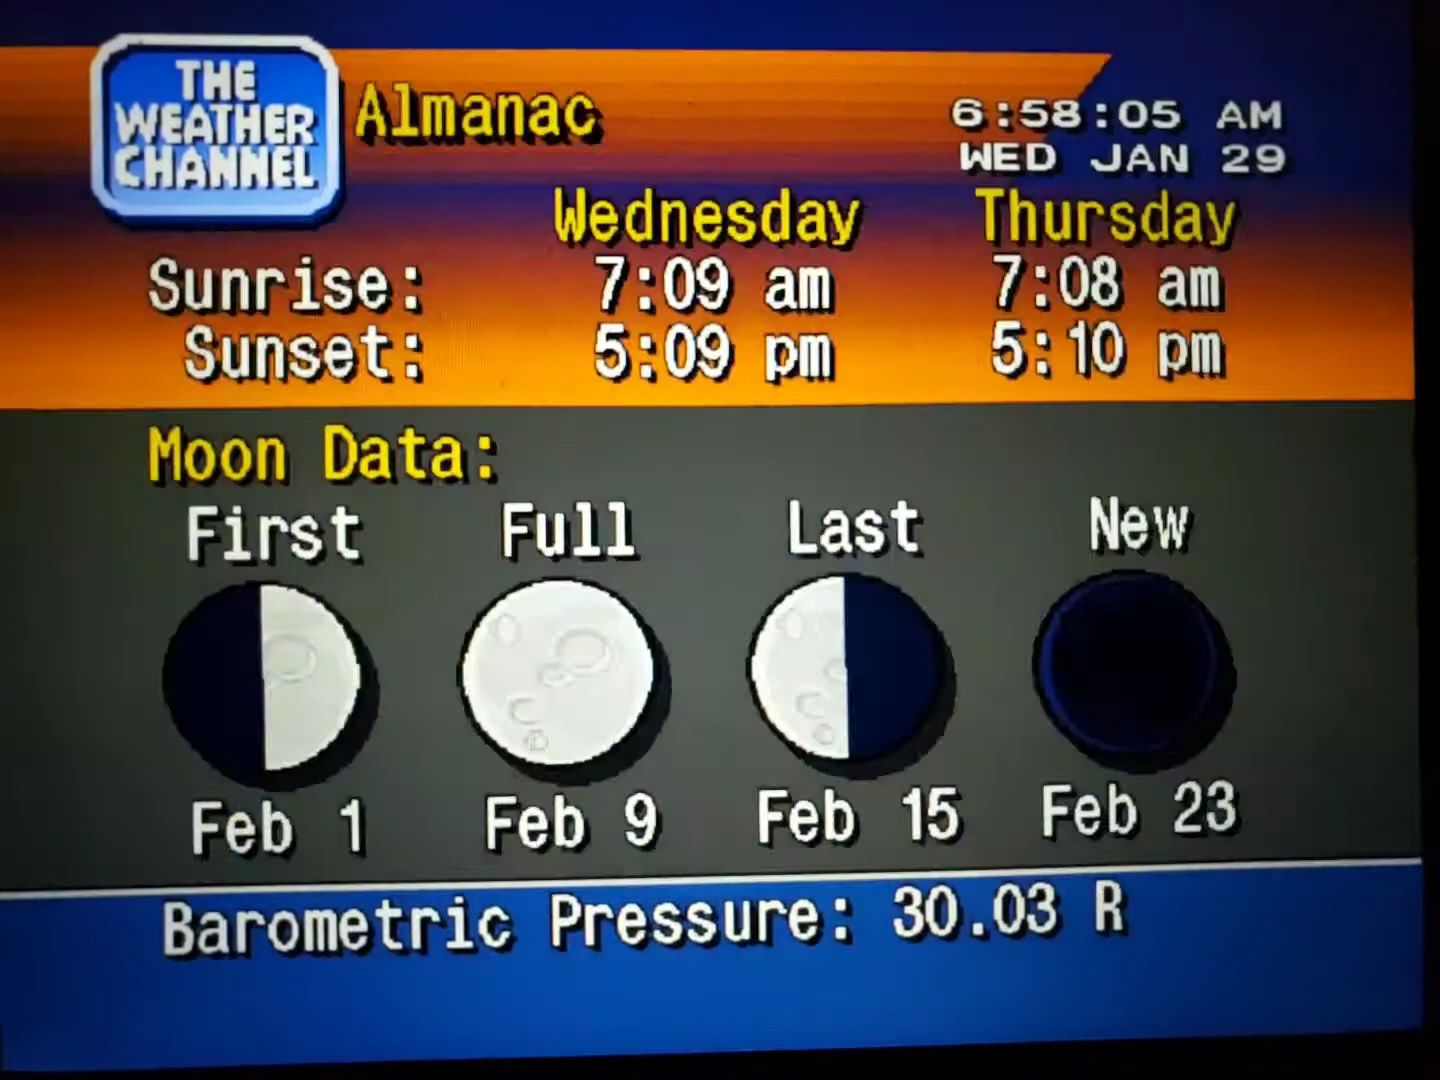 THE
WEATHER
CHANNEL
Almanac
6:58:05 AM
WED JAN 29
Wednesday Thursday
Sunrise: 7:09 am 7:08 am
Sunset: 5:09 pm 5:10 pm
Moon Data:
First Full Last New
Feb 1 Feb 9 Feb 15 Feb 23
Barometric Pressure: 30.03 R